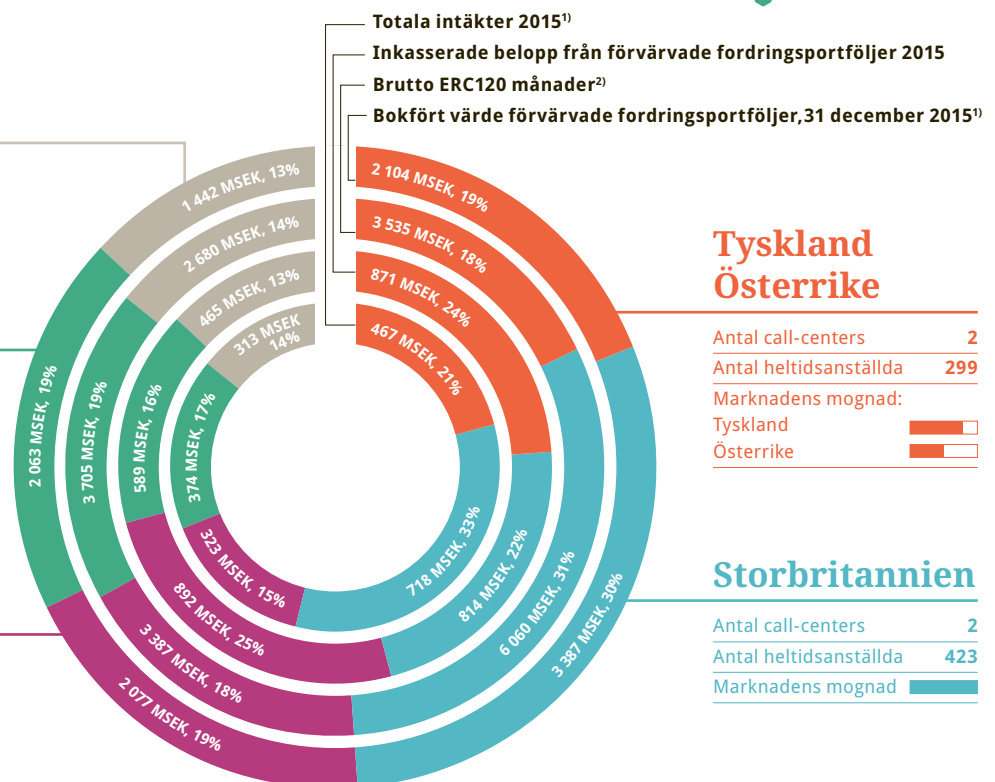 Totala intäkter 2015¹⁾
Inkasserade belopp från förvärvade fordringsportföljer 2015
Brutto ERC120 månader²⁾
Bokfört värde förvärvade fordringsportföljer,31 december 2015¹⁾
1 442 MSEK, 13%
2 680 MSEK, 14%
465 MSEK, 13%
313 MSEK
14%
2 104 MSEK, 19%
3 535 MSEK, 18%
871 MSEK, 24%
467 MSEK, 21%
2 063 MSEK, 19%
3 705 MSEK, 19%
589 MSEK, 16%
374 MSEK, 17%
323 MSEK, 15%
892 MSEK, 25%
3 387 MSEK, 18%
2 077 MSEK, 19%
718 MSEK, 33%
814 MSEK, 22%
6 060 MSEK, 31%
3 387 MSEK, 30%
Tyskland
Österrike
Antal call-centers 2
Antal heltidsanställda 299
Marknadens mognad:
Tyskland
Österrike
Storbritannien
Antal call-centers 2
Antal heltidsanställda 423
Marknadens mognad